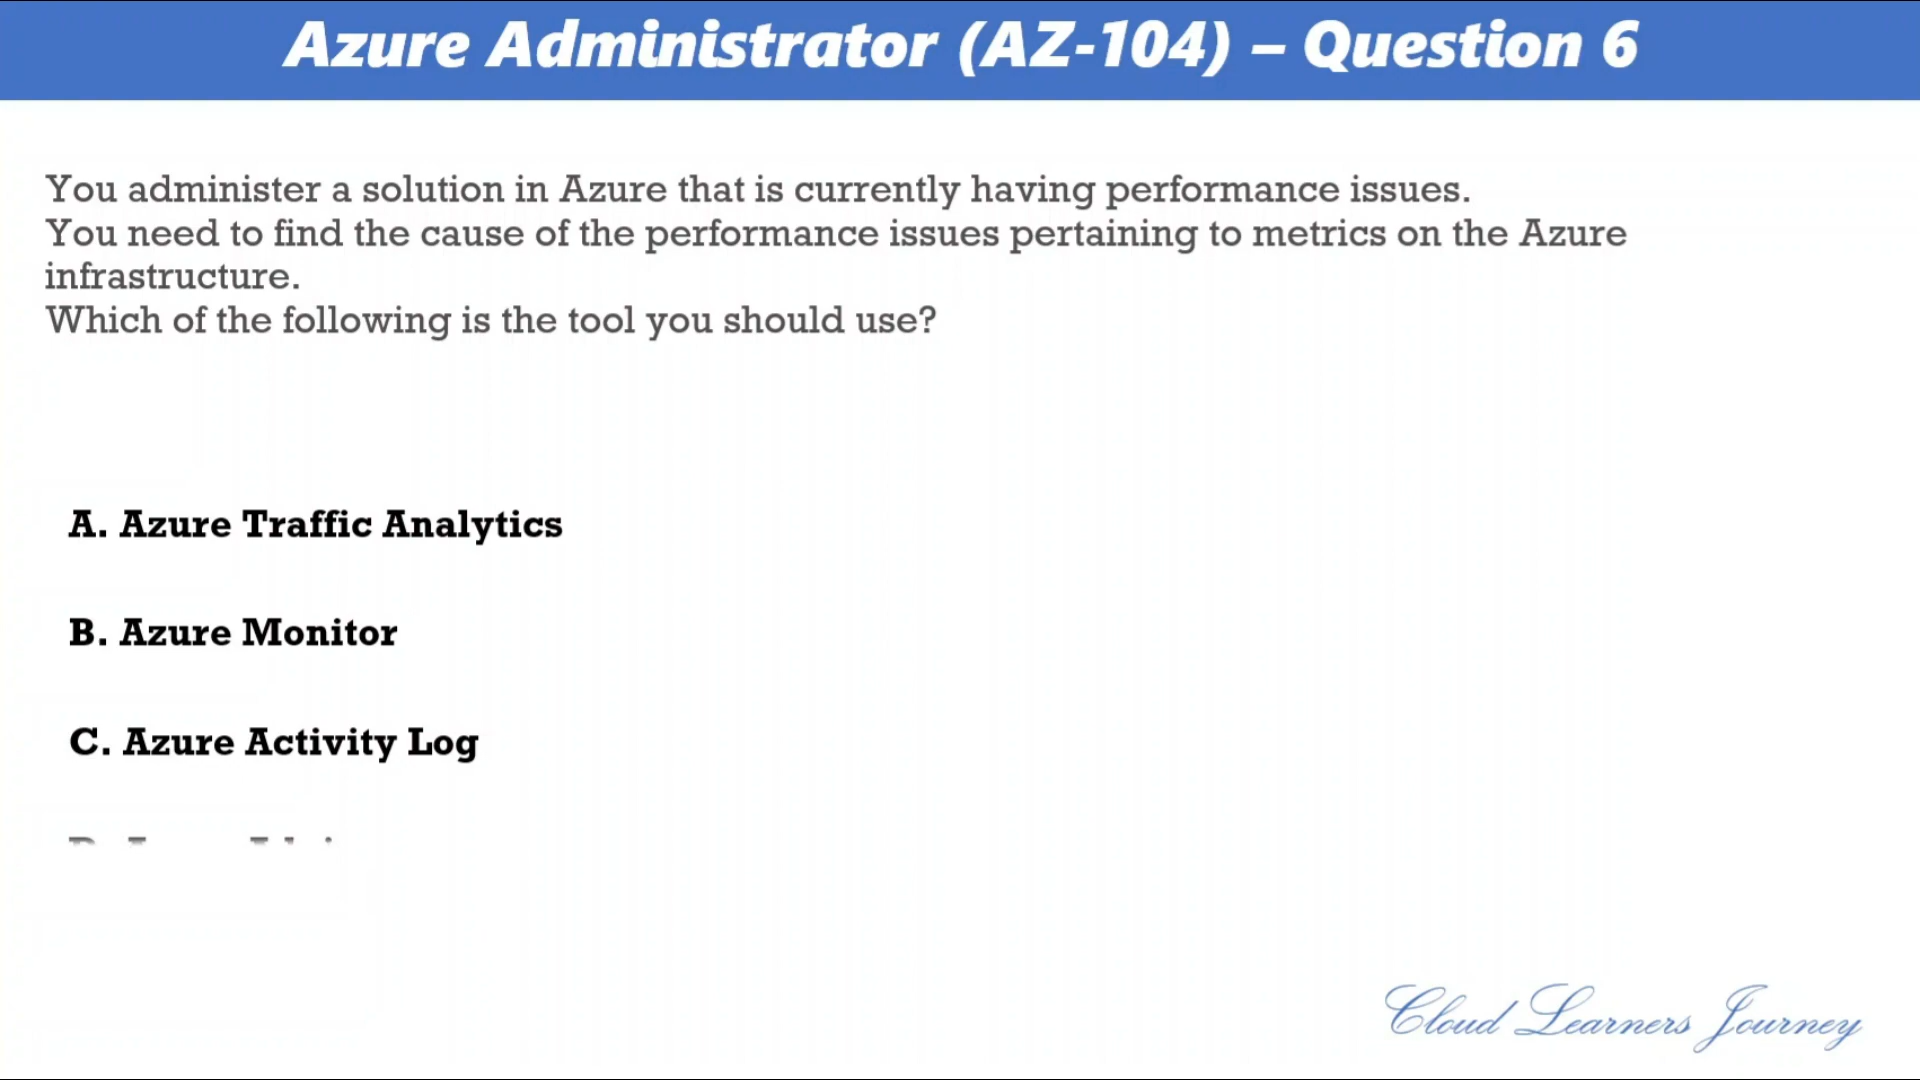 Azure Administrator (AZ-104) – Question 6
You administer a solution in Azure that is currently having performance issues.
You need to find the cause of the performance issues pertaining to metrics on the Azure
infrastructure.
Which of the following is the tool you should use?
A. Azure Traffic Analytics
B. Azure Monitor
C. Azure Activity Log
Cloud Learners Journey